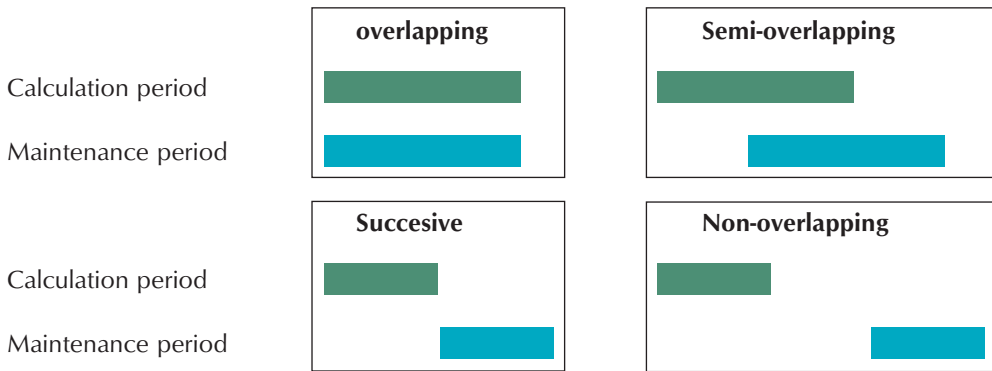 overlapping Semi-overlapping
Calculation period
Maintenance period
Succesive Non-overlapping
Calculation period
Maintenance period